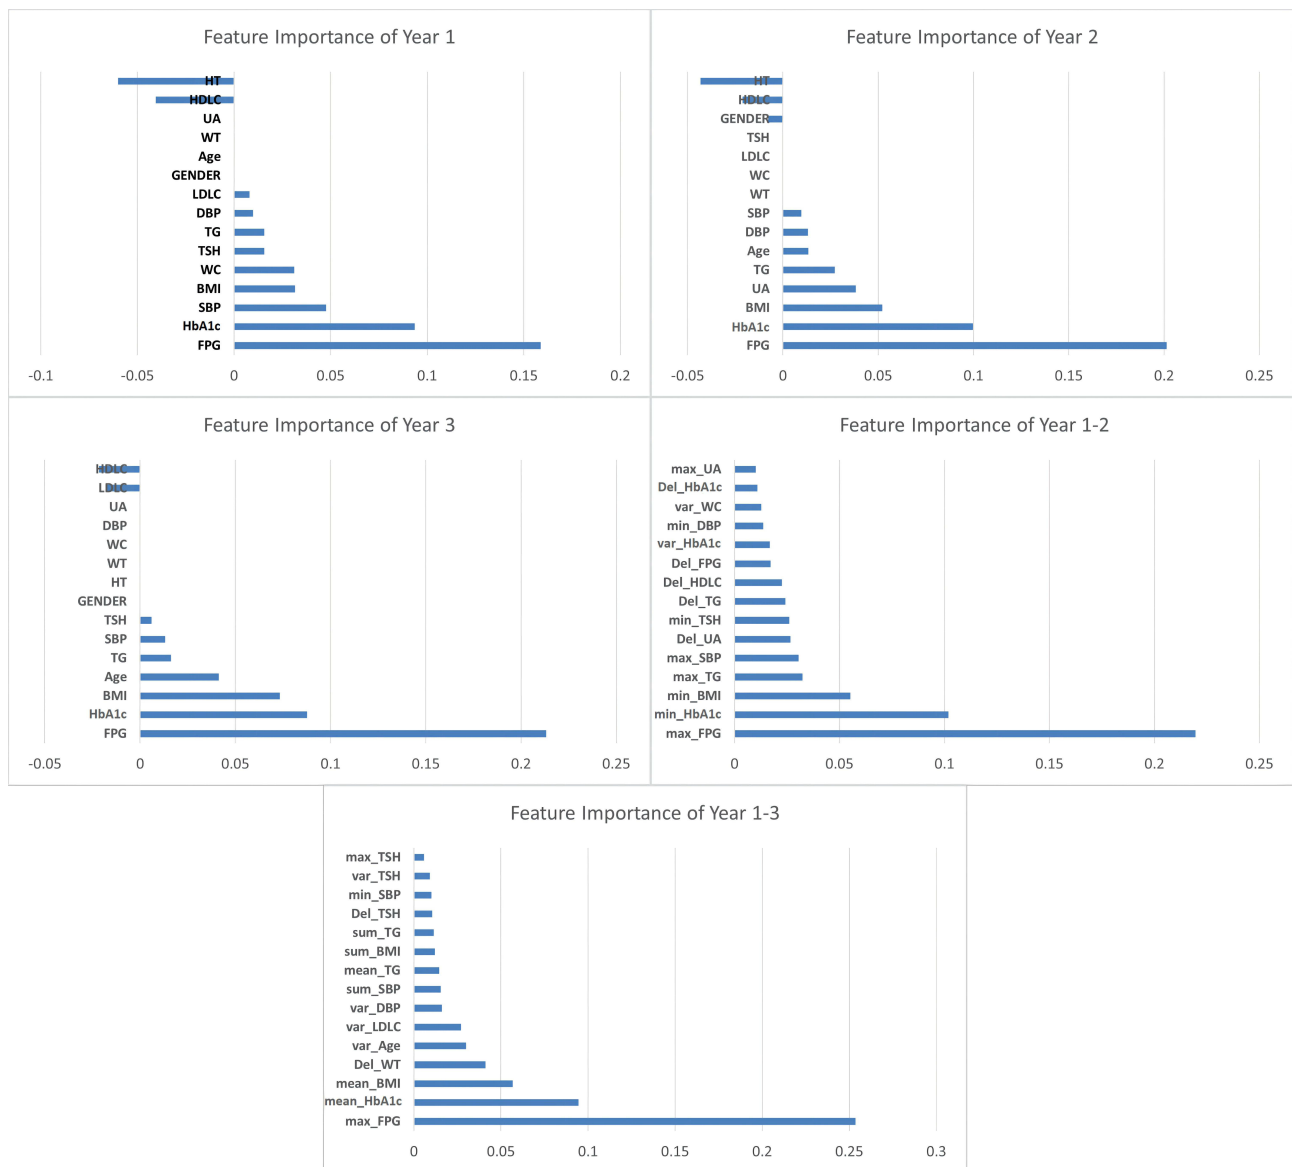 Feature Importance of Year 1
HT
HDLC
UA
WT
Age
GENDER
LDLC
DBP
TG
TSH
WC
BMI
SBP
HbA1c
FPG
-0.1 -0.05 0 0.05 0.1 0.15 0.2
Feature Importance of Year 2
HT
HDLC
GENDER
TSH
LDLC
WC
WT
SBP
DBP
Age
TG
UA
BMI
HbA1c
FPG
-0.05 0 0.05 0.1 0.15 0.2 0.25
Feature Importance of Year 3
HDLC
LDLC
UA
DBP
WC
WT
HT
GENDER
TSH
SBP
TG
Age
BMI
HbA1c
FPG
-0.05 0 0.05 0.1 0.15 0.2 0.25
Feature Importance of Year 1-2
max_UA
Del_HbA1c
var_WC
min_DBP
var_HbA1c
Del_FPG
Del_HDLC
Del_TG
min_TSH
Del_UA
max_SBP
max_TG
min_BMI
min_HbA1c
max_FPG
0 0.05 0.1 0.15 0.2 0.25
Feature Importance of Year 1-3
max_TSH
var_TSH
min_SBP
Del_TSH
sum_TG
sum_BMI
mean_TG
sum_SBP
var_DBP
var_LDLC
var_Age
Del_WT
mean_BMI
mean_HbA1c
max_FPG
0 0.05 0.1 0.15 0.2 0.25 0.3